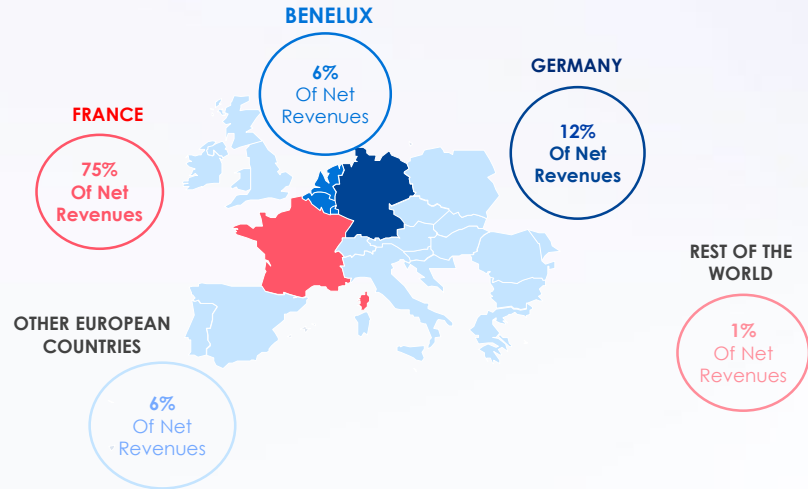 BENELUX
6%
Of Net
Revenues
GERMANY
12%
Of Net
Revenues
FRANCE
75%
Of Net
Revenues
REST OF THE
WORLD
1%
Of Net
Revenues
OTHER EUROPEAN
COUNTRIES
6%
Of Net
Revenues